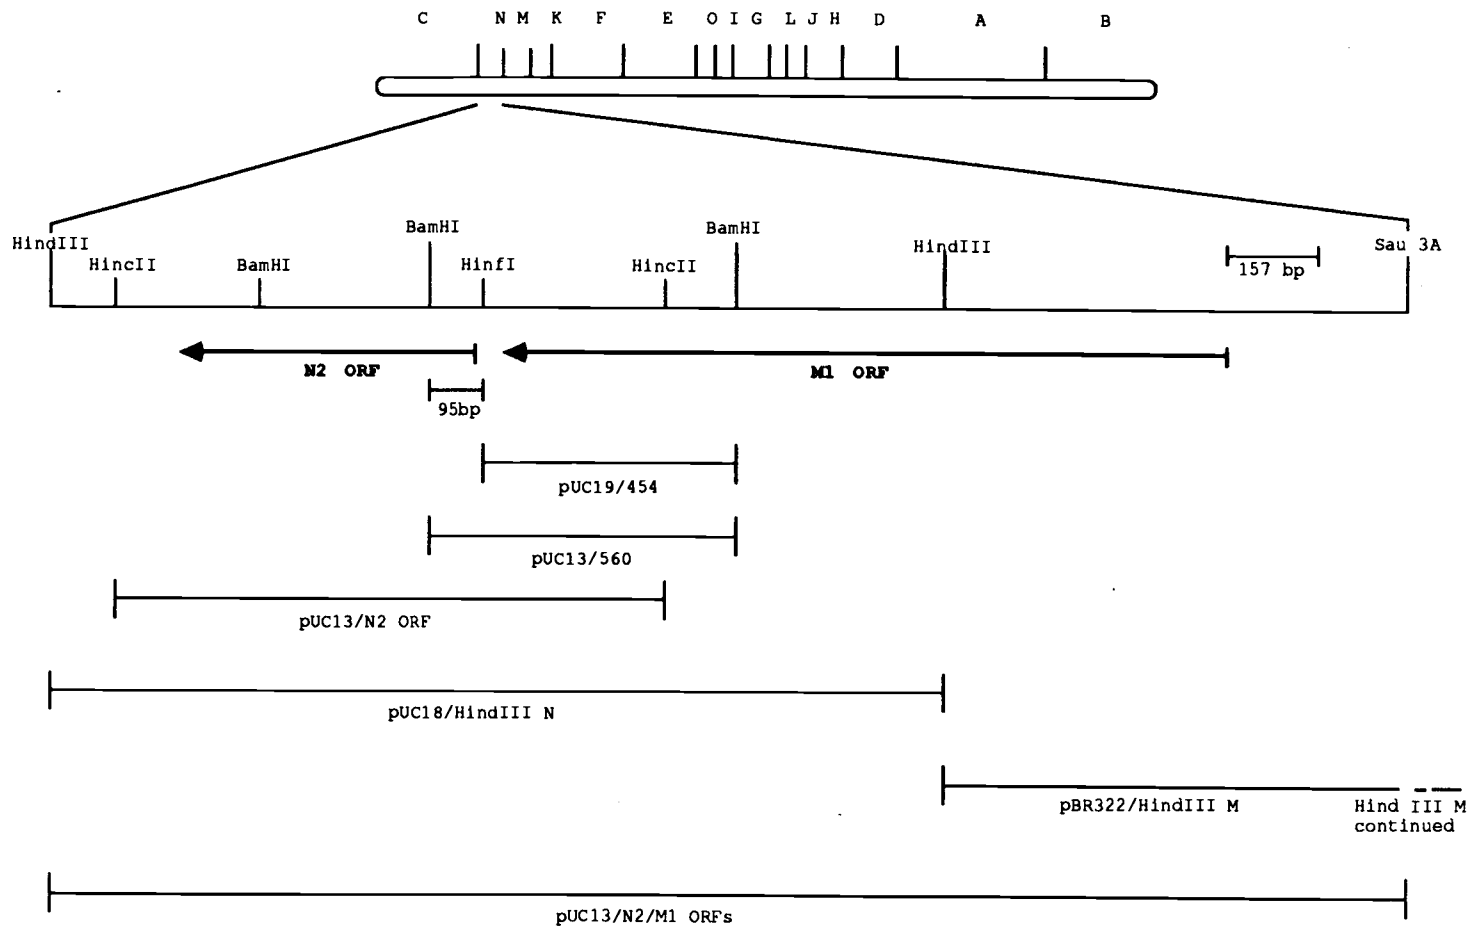 C N M K F E O I G L J H D A B
BamHI BamHI
HindIII HindIII Sau 3A
HincII BamHI HinfI HincII 157 bp
N2 ORF M1 ORF
95bp
pUC19/454
pUC13/560
pUC13/N2 ORF
pUC18/HindIII N
pBR322/HindIII M Hind III M
continued
pUC13/N2/M1 ORFs